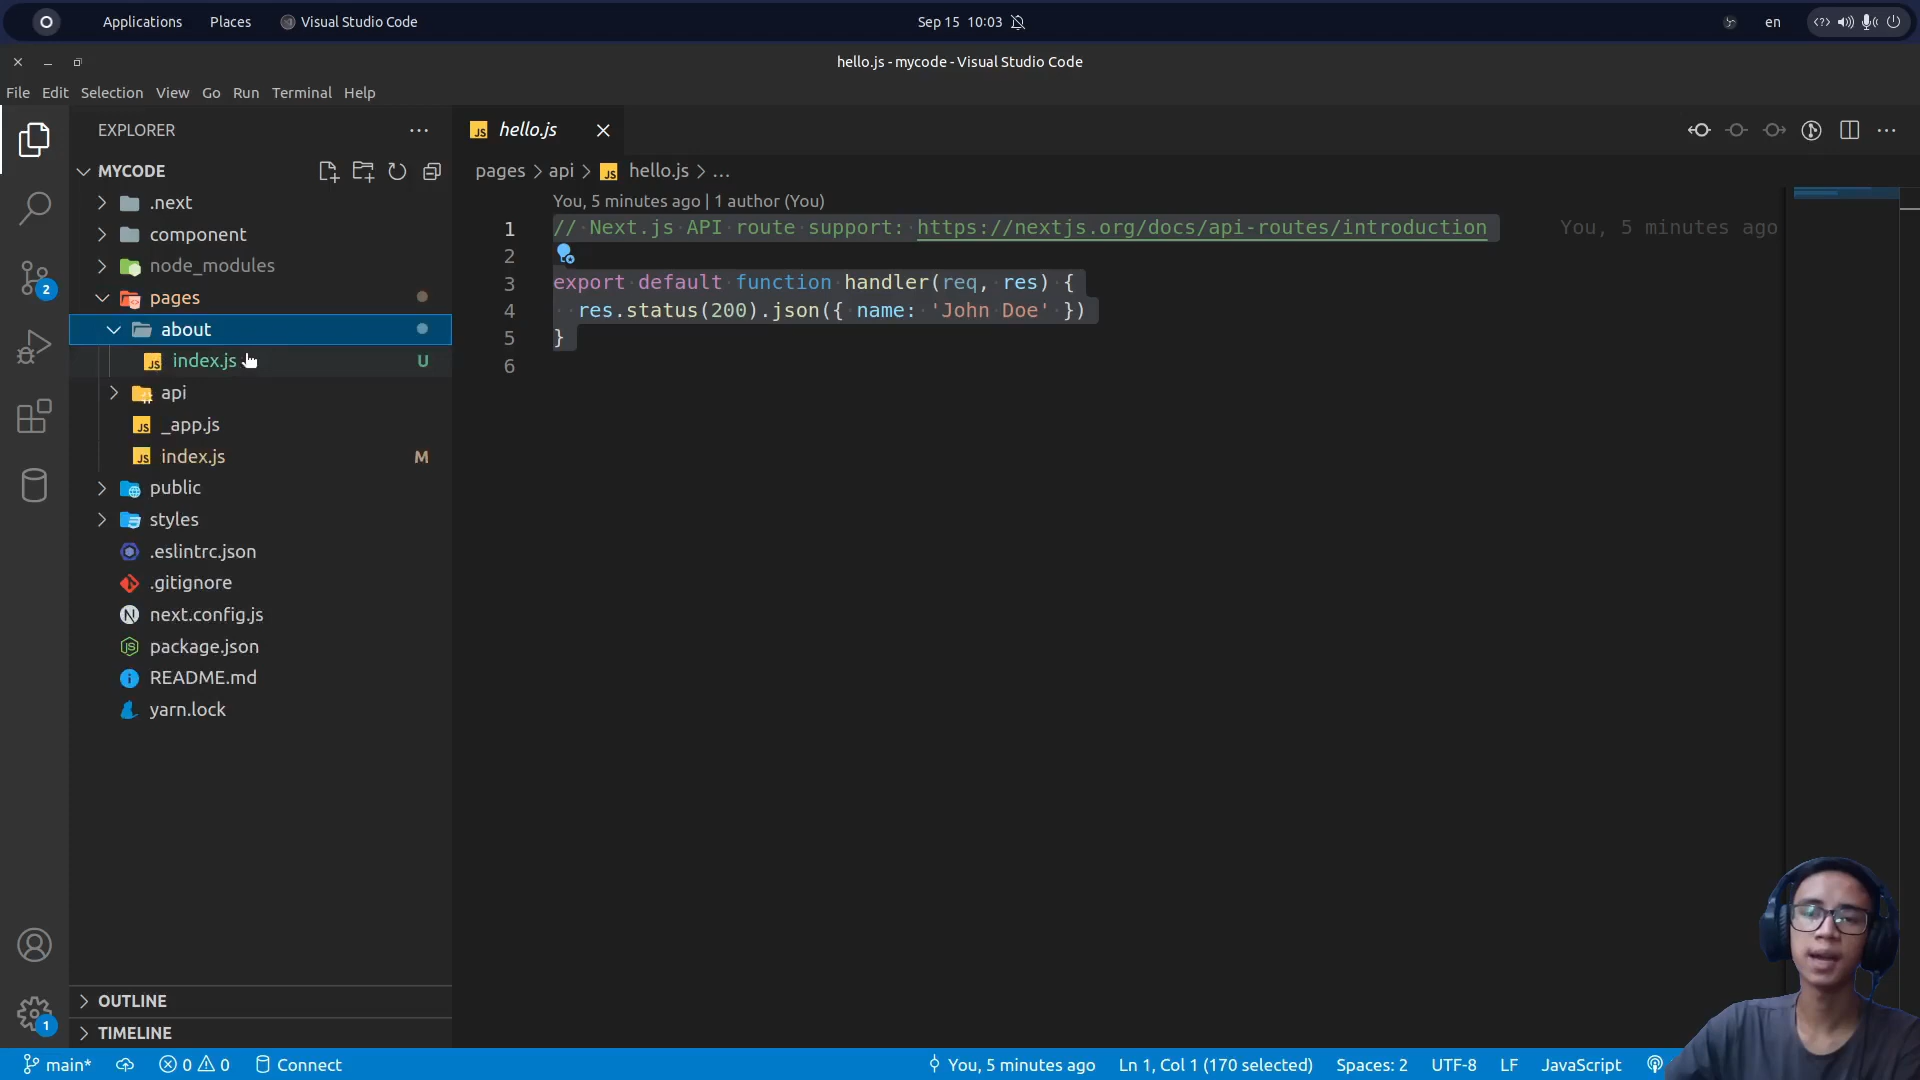 Applications Places Visual Studio Code Sep 15 10:03 en
hello.js - mycode - Visual Studio Code
File Edit Selection View Go Run Terminal Help
EXPLORER
MYCODE
.next
component
node_modules
pages
about
index.js U
api
_app.js
index.js M
public
styles
.eslintrc.json
.gitignore
next.config.js
package.json
README.md
yarn.lock
OUTLINE
TIMELINE
2
1
JS hello.js
pages > api > JS hello.js > ...
You, 5 minutes ago | 1 author (You)
1 // Next.js API route support: https://nextjs.org/docs/api-routes/introduction You, 5 minutes ago
2
3 export default function handler(req, res) {
4 res.status(200).json({ name: 'John Doe' })
5 }
6
main* 0 0 Connect You, 5 minutes ago Ln 1, Col 1 (170 selected) Spaces: 2 UTF-8 LF JavaScript